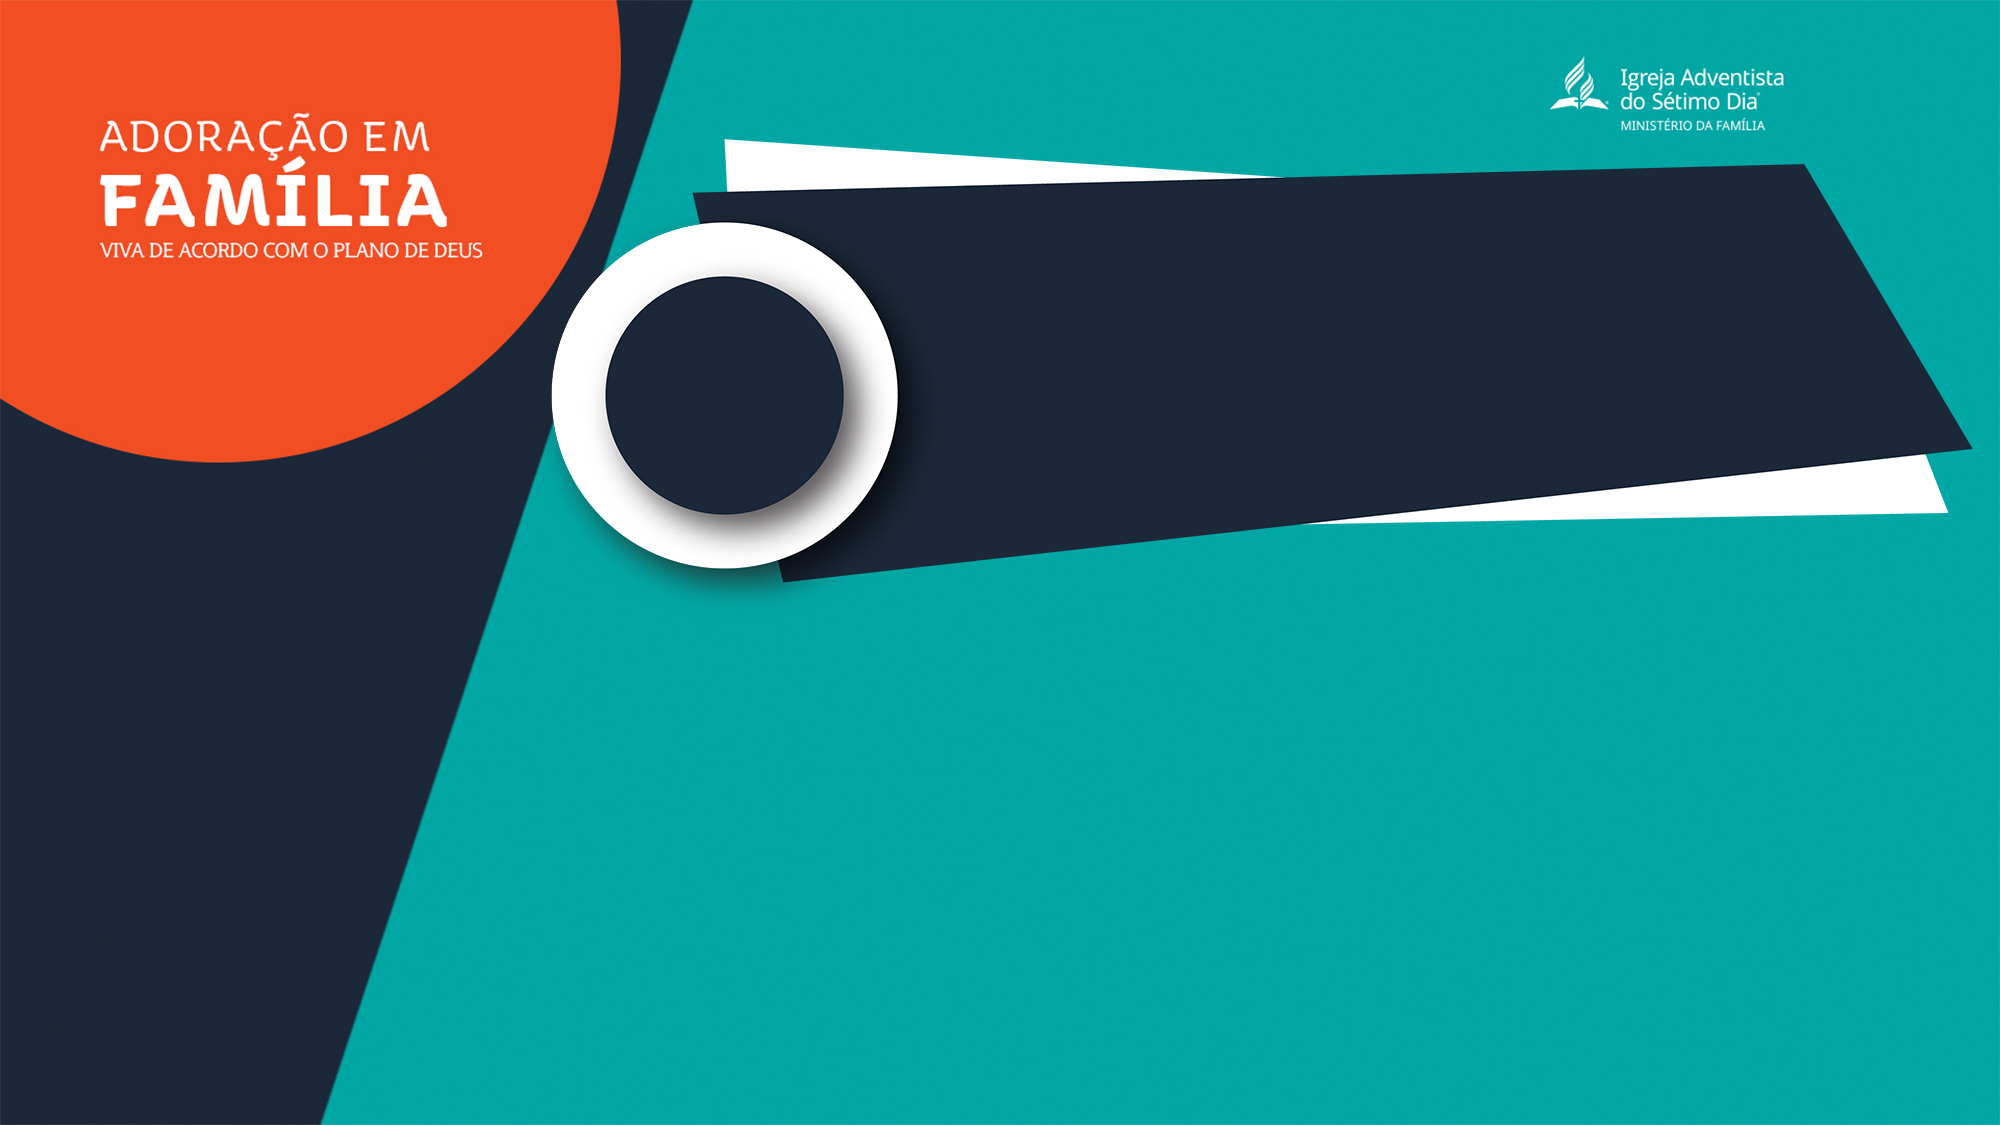 ADORAÇÃO EM
FAMÍLIA
VIVA DE ACORDO COM O PLANO DE DEUS
Igreja Adventista
do Sétimo Dia
MINISTÉRIO DA FAMÍLIA